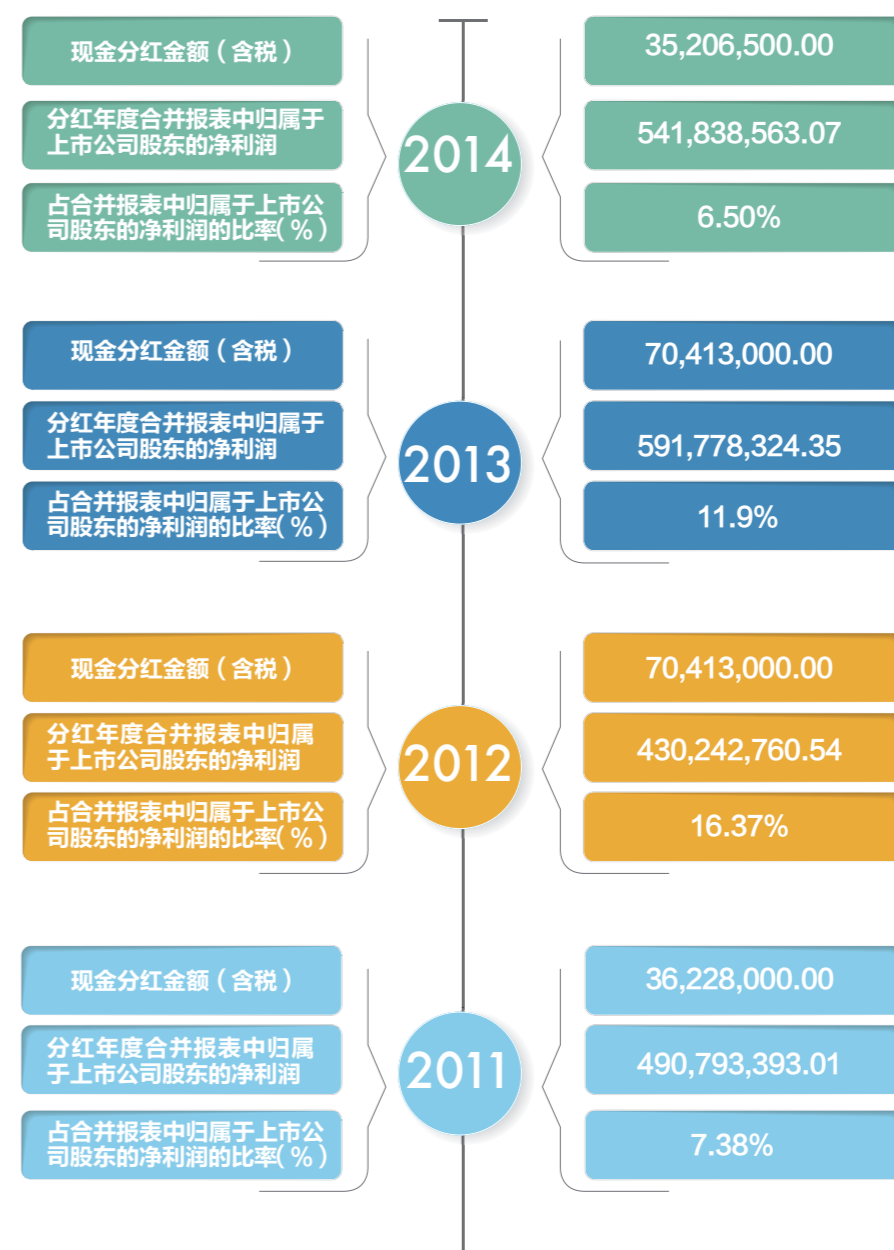 现金分红金额（含税）
35,206,500.00
分红年度合并报表中归属于
上市公司股东的净利润
2014
541,838,563.07
占合并报表中归属于上市公
司股东的净利润的比率(％)
6.50%
现金分红金额（含税）
70,413,000.00
分红年度合并报表中归属于
上市公司股东的净利润
2013
591,778,324.35
占合并报表中归属于上市公
司股东的净利润的比率(％)
11.9%
现金分红金额（含税）
70,413,000.00
分红年度合并报表中归属
于上市公司股东的净利润
2012
430,242,760.54
占合并报表中归属于上市公
司股东的净利润的比率(％)
16.37%
现金分红金额（含税）
36,228,000.00
分红年度合并报表中归属
于上市公司股东的净利润
2011
490,793,393.01
占合并报表中归属于上市公
司股东的净利润的比率(％)
7.38%